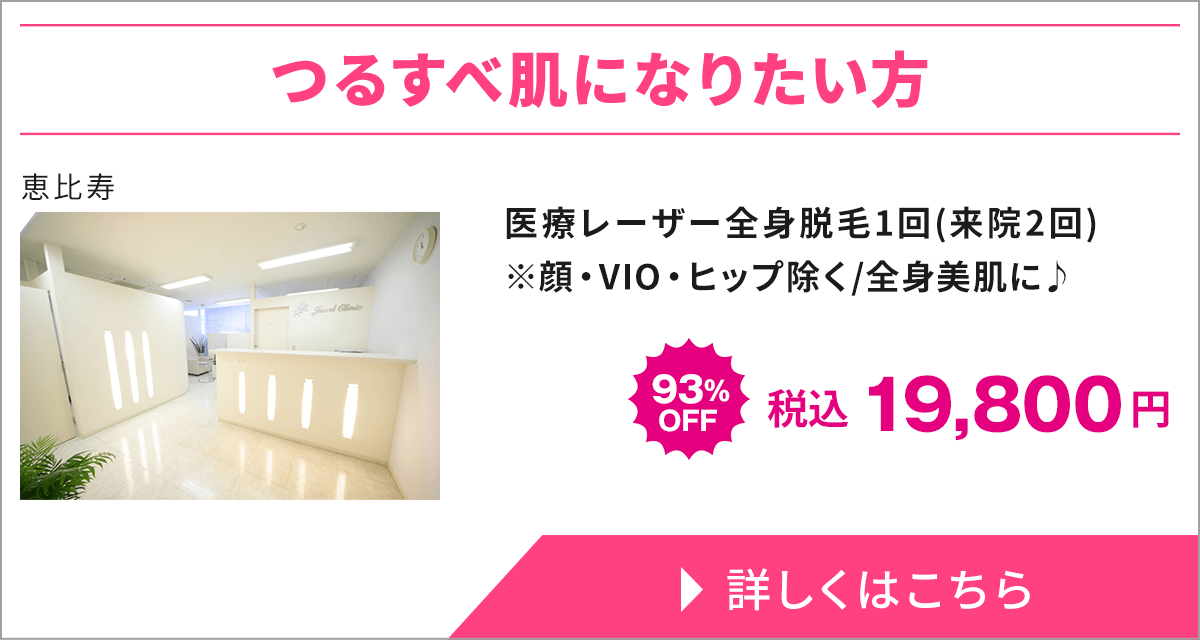 つるすべ肌になりたい方
恵比寿
Jewel Clinic
医療レーザー全身脱毛1回(来院2回)
※顔・VIO・ヒップ除く/全身美肌に♪
93%
OFF
税込 19,800円
詳しくはこちら